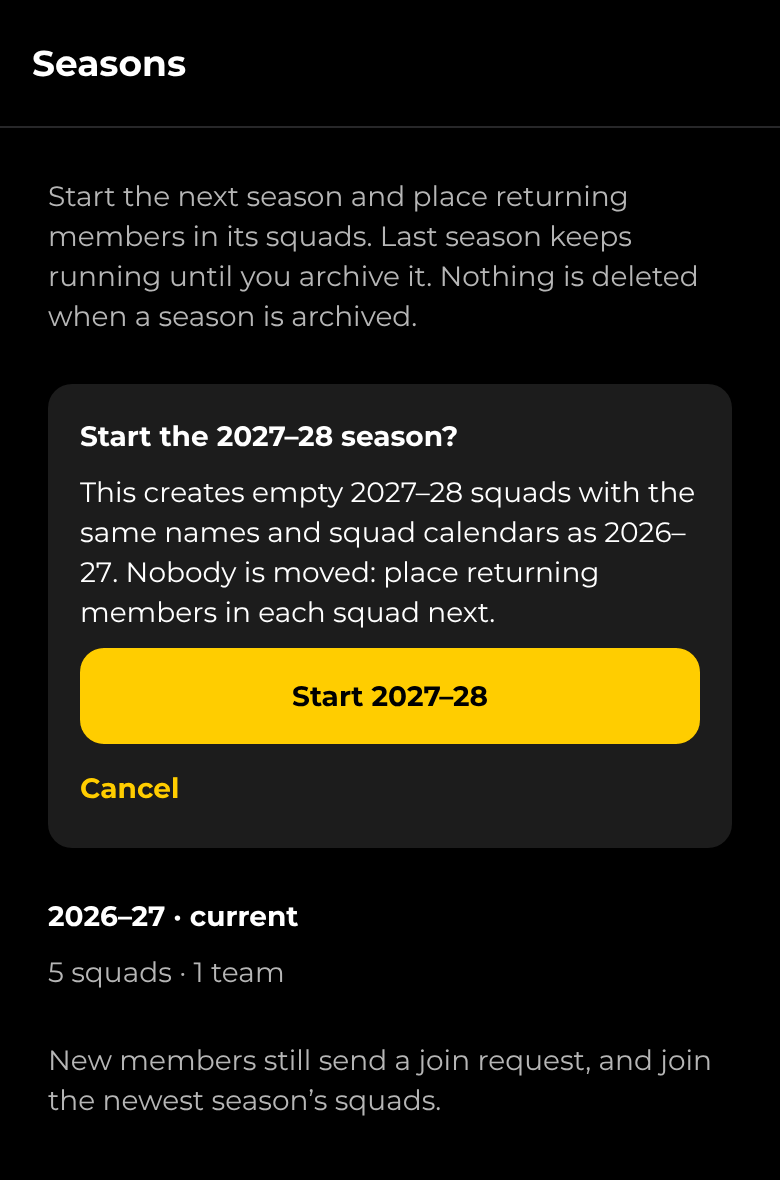 Seasons
Start the next season and place returning
members in its squads. Last season keeps
running until you archive it. Nothing is deleted
when a season is archived.
Start the 2027–28 season?
This creates empty 2027–28 squads with the
same names and squad calendars as 2026–
27. Nobody is moved: place returning
members in each squad next.
Start 2027–28
Cancel
2026–27 · current
5 squads · 1 team
New members still send a join request, and join
the newest season’s squads.